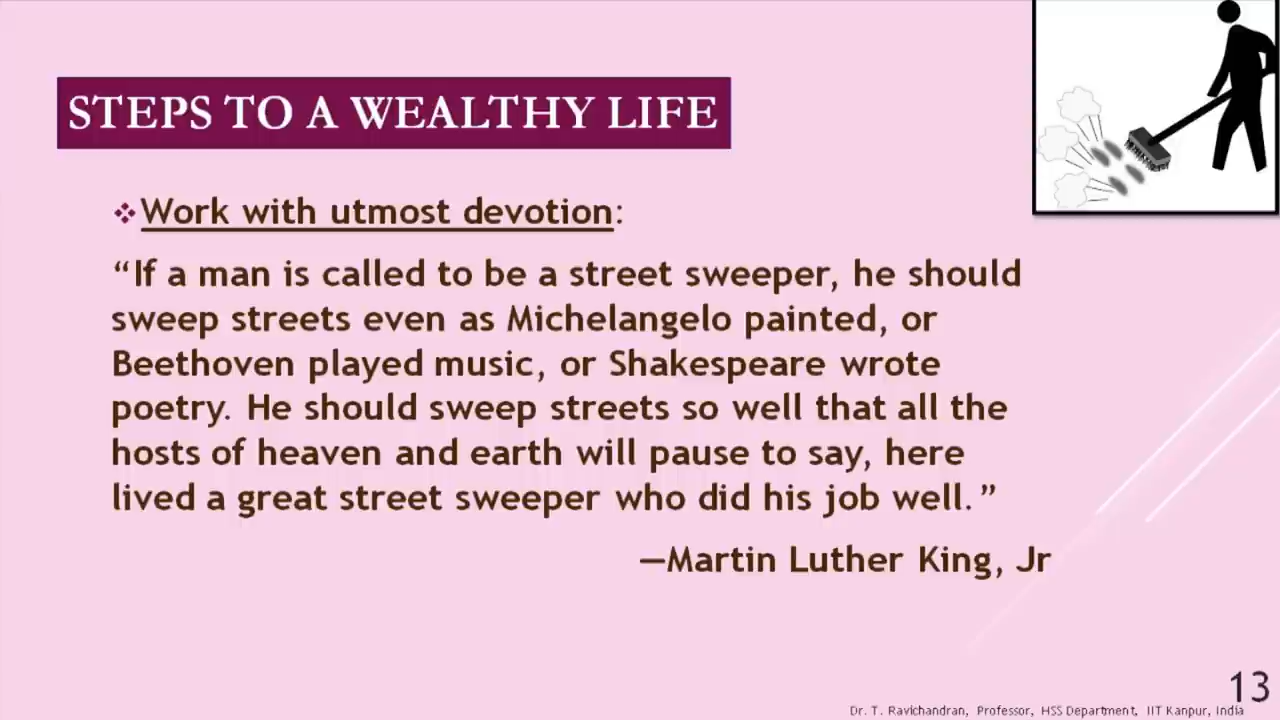 STEPS TO A WEALTHY LIFE
❖Work with utmost devotion:
“If a man is called to be a street sweeper, he should
sweep streets even as Michelangelo painted, or
Beethoven played music, or Shakespeare wrote
poetry. He should sweep streets so well that all the
hosts of heaven and earth will pause to say, here
lived a great street sweeper who did his job well.”
—Martin Luther King, Jr
13
Dr. T. Ravichandran, Professor, HSS Department, IIT Kanpur, India